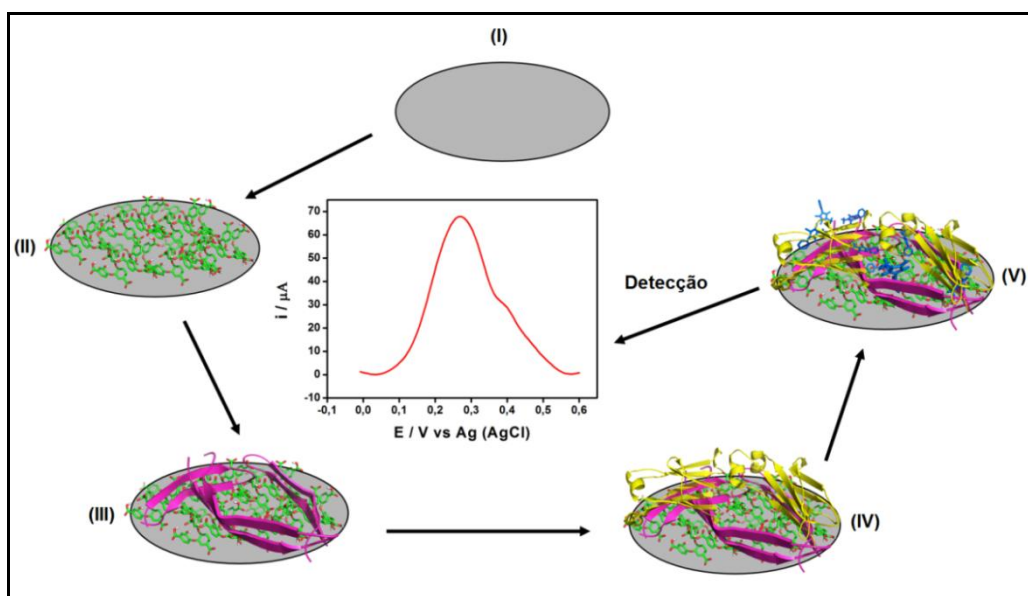 (I)
(II)
(III)
(IV)
(V)
Detecção
i / µA
70
60
50
40
30
20
10
0
-10
-0,1 0,0 0,1 0,2 0,3 0,4 0,5 0,6
E / V vs Ag (AgCl)